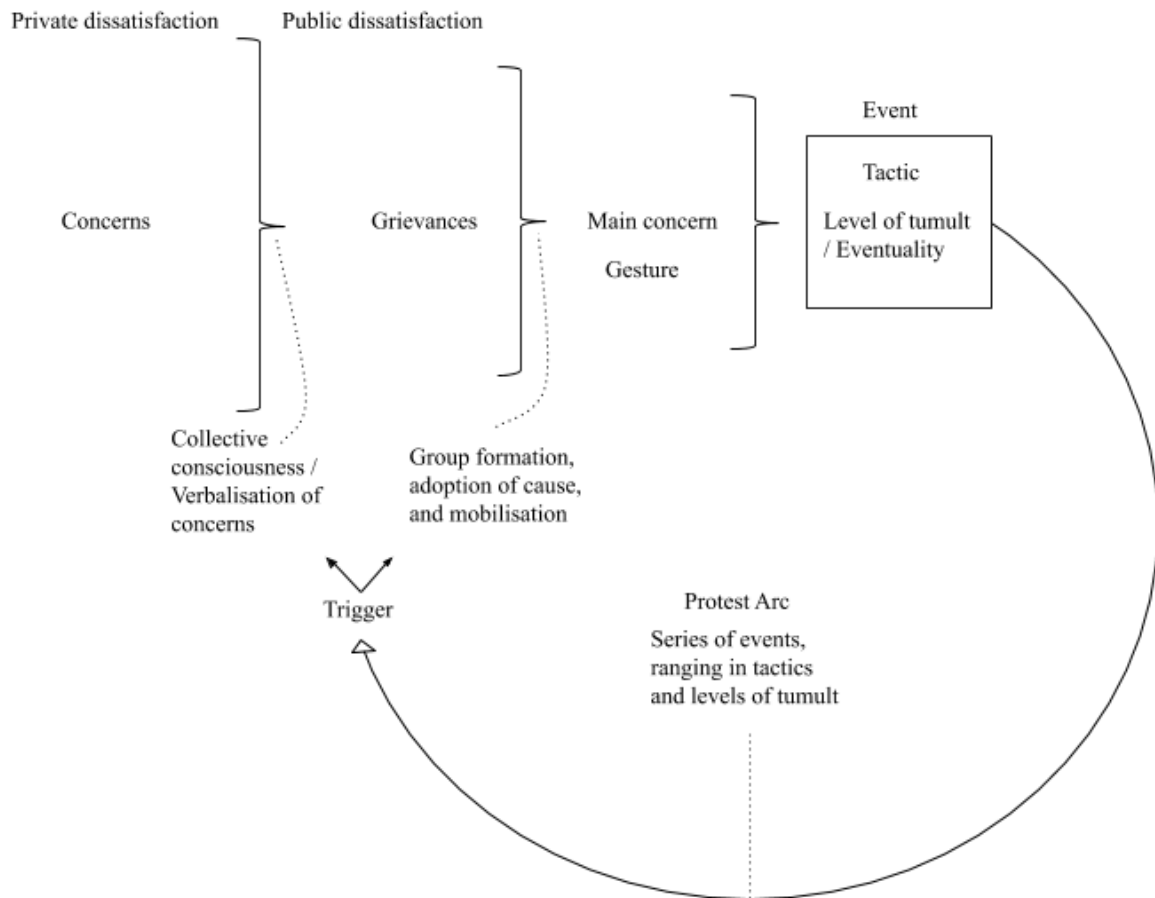 Private dissatisfaction
Public dissatisfaction
Event
Tactic
Concerns
Grievances
Main concern
Level of tumult
/ Eventuality
Gesture
Collective
consciousness /
Verbalisation of
concerns
Group formation,
adoption of cause,
and mobilisation
Trigger
Protest Arc
Series of events,
ranging in tactics
and levels of tumult